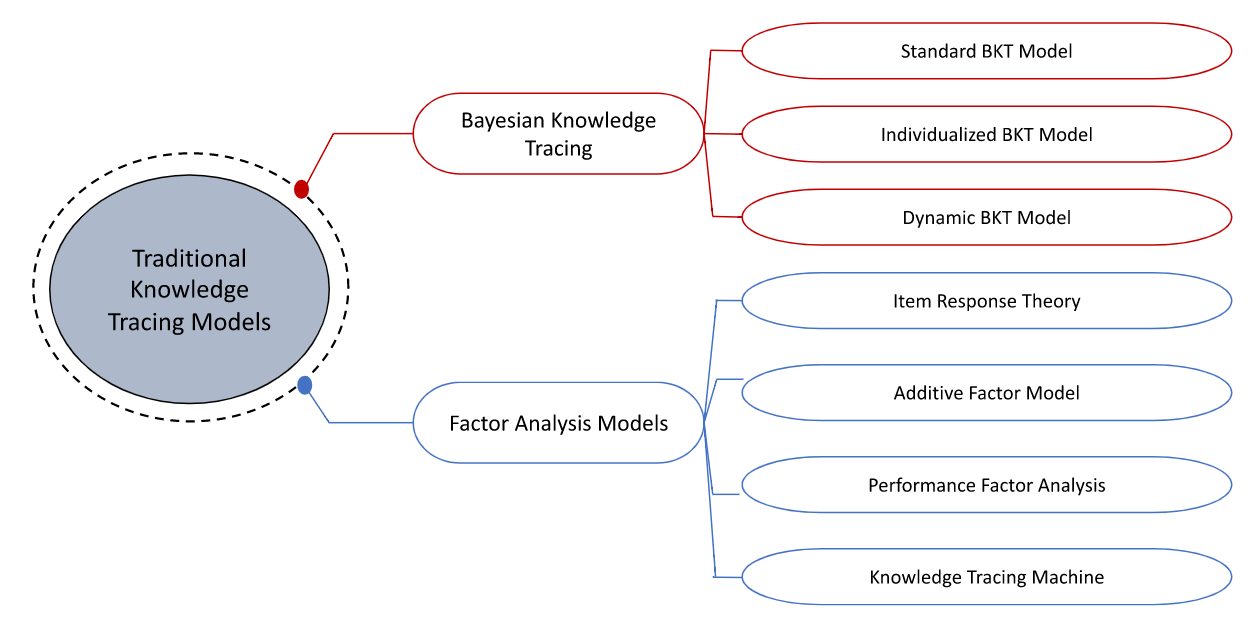 Traditional
Knowledge
Tracing Models
Bayesian Knowledge
Tracing
Standard BKT Model
Individualized BKT Model
Dynamic BKT Model
Factor Analysis Models
Item Response Theory
Additive Factor Model
Performance Factor Analysis
Knowledge Tracing Machine